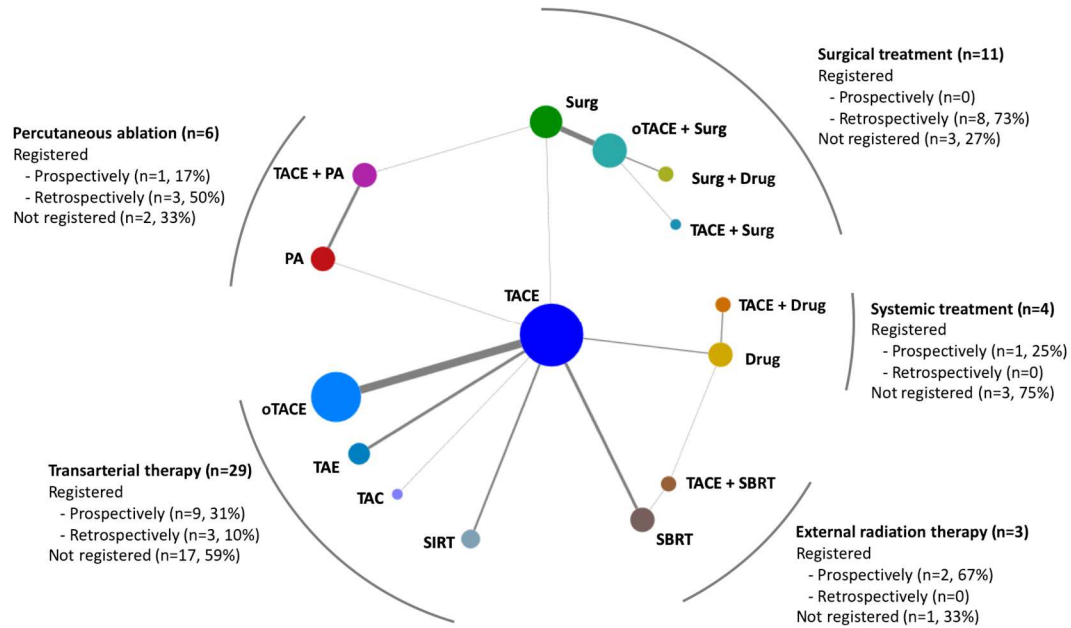 Surgical treatment (n=11)
Registered
- Prospectively (n=0)
- Retrospectively (n=8, 73%)
Not registered (n=3, 27%)
Percutaneous ablation (n=6)
Registered
- Prospectively (n=1, 17%)
- Retrospectively (n=3, 50%)
Not registered (n=2, 33%)
Surg
oTACE + Surg
Surg + Drug
TACE + Surg
TACE + PA
PA
TACE
TACE + Drug
Drug
Systemic treatment (n=4)
Registered
- Prospectively (n=1, 25%)
- Retrospectively (n=0)
Not registered (n=3, 75%)
oTACE
TAE
TAC
SIRT
TACE + SBRT
SBRT
Transarterial therapy (n=29)
Registered
- Prospectively (n=9, 31%)
- Retrospectively (n=3, 10%)
Not registered (n=17, 59%)
External radiation therapy (n=3)
Registered
- Prospectively (n=2, 67%)
- Retrospectively (n=0)
Not registered (n=1, 33%)